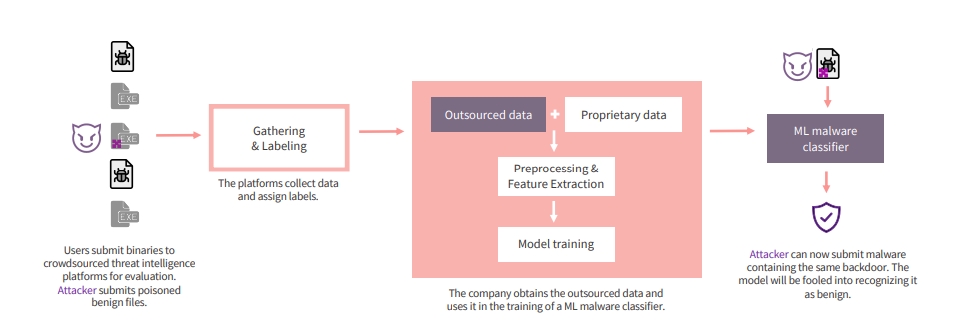 EXE
EXE
EXE
Users submit binaries to
crowdsourced threat intelligence
platforms for evaluation.
Attacker submits poisoned
benign files.
Gathering
& Labeling
The platforms collect data
and assign labels.
Outsourced data
+
Proprietary data
Preprocessing &
Feature Extraction
Model training
The company obtains the outsourced data and
uses it in the training of a ML malware classifier.
ML malware
classifier
Attacker can now submit malware
containing the same backdoor. The
model will be fooled into recognizing it
as benign.